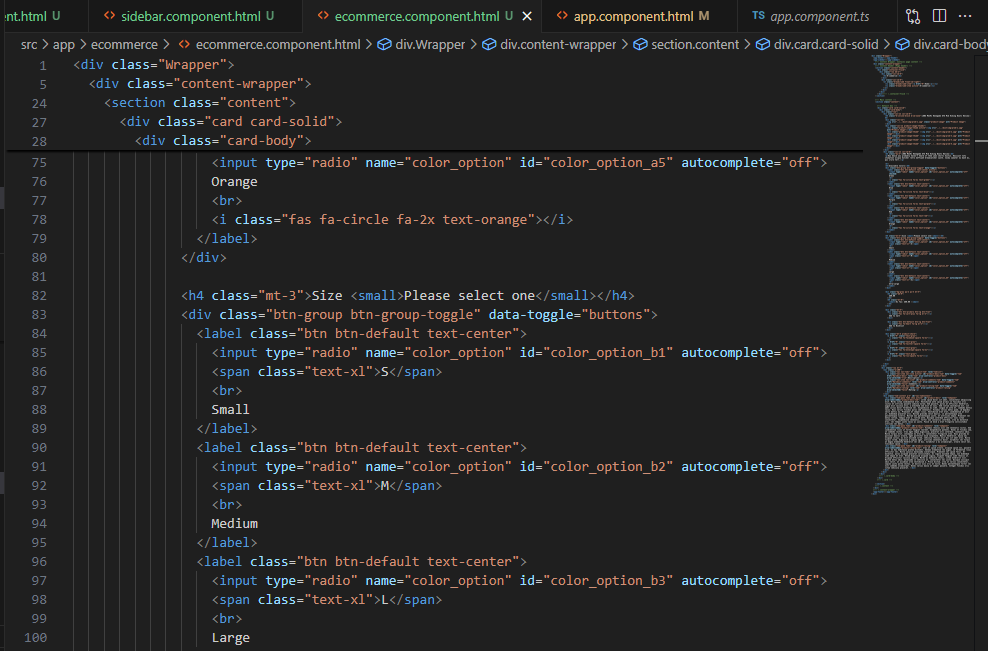 ent.html U sidebar.component.html U ecommerce.component.html U app.component.html M TS app.component.ts
src > app > ecommerce > ecommerce.component.html > div.Wrapper > div.content-wrapper > section.content > div.card.card-solid > div.card-body
1 <div class="Wrapper">
5 <div class="content-wrapper">
24 <section class="content">
27 <div class="card card-solid">
28 <div class="card-body">
75 <input type="radio" name="color_option" id="color_option_a5" autocomplete="off">
76 Orange
77 <br>
78 <i class="fas fa-circle fa-2x text-orange"></i>
79 </label>
80 </div>
81
82 <h4 class="mt-3">Size <small>Please select one</small></h4>
83 <div class="btn-group btn-group-toggle" data-toggle="buttons">
84 <label class="btn btn-default text-center">
85 <input type="radio" name="color_option" id="color_option_b1" autocomplete="off">
86 <span class="text-xl">S</span>
87 <br>
88 Small
89 </label>
90 <label class="btn btn-default text-center">
91 <input type="radio" name="color_option" id="color_option_b2" autocomplete="off">
92 <span class="text-xl">M</span>
93 <br>
94 Medium
95 </label>
96 <label class="btn btn-default text-center">
97 <input type="radio" name="color_option" id="color_option_b3" autocomplete="off">
98 <span class="text-xl">L</span>
99 <br>
100 Large